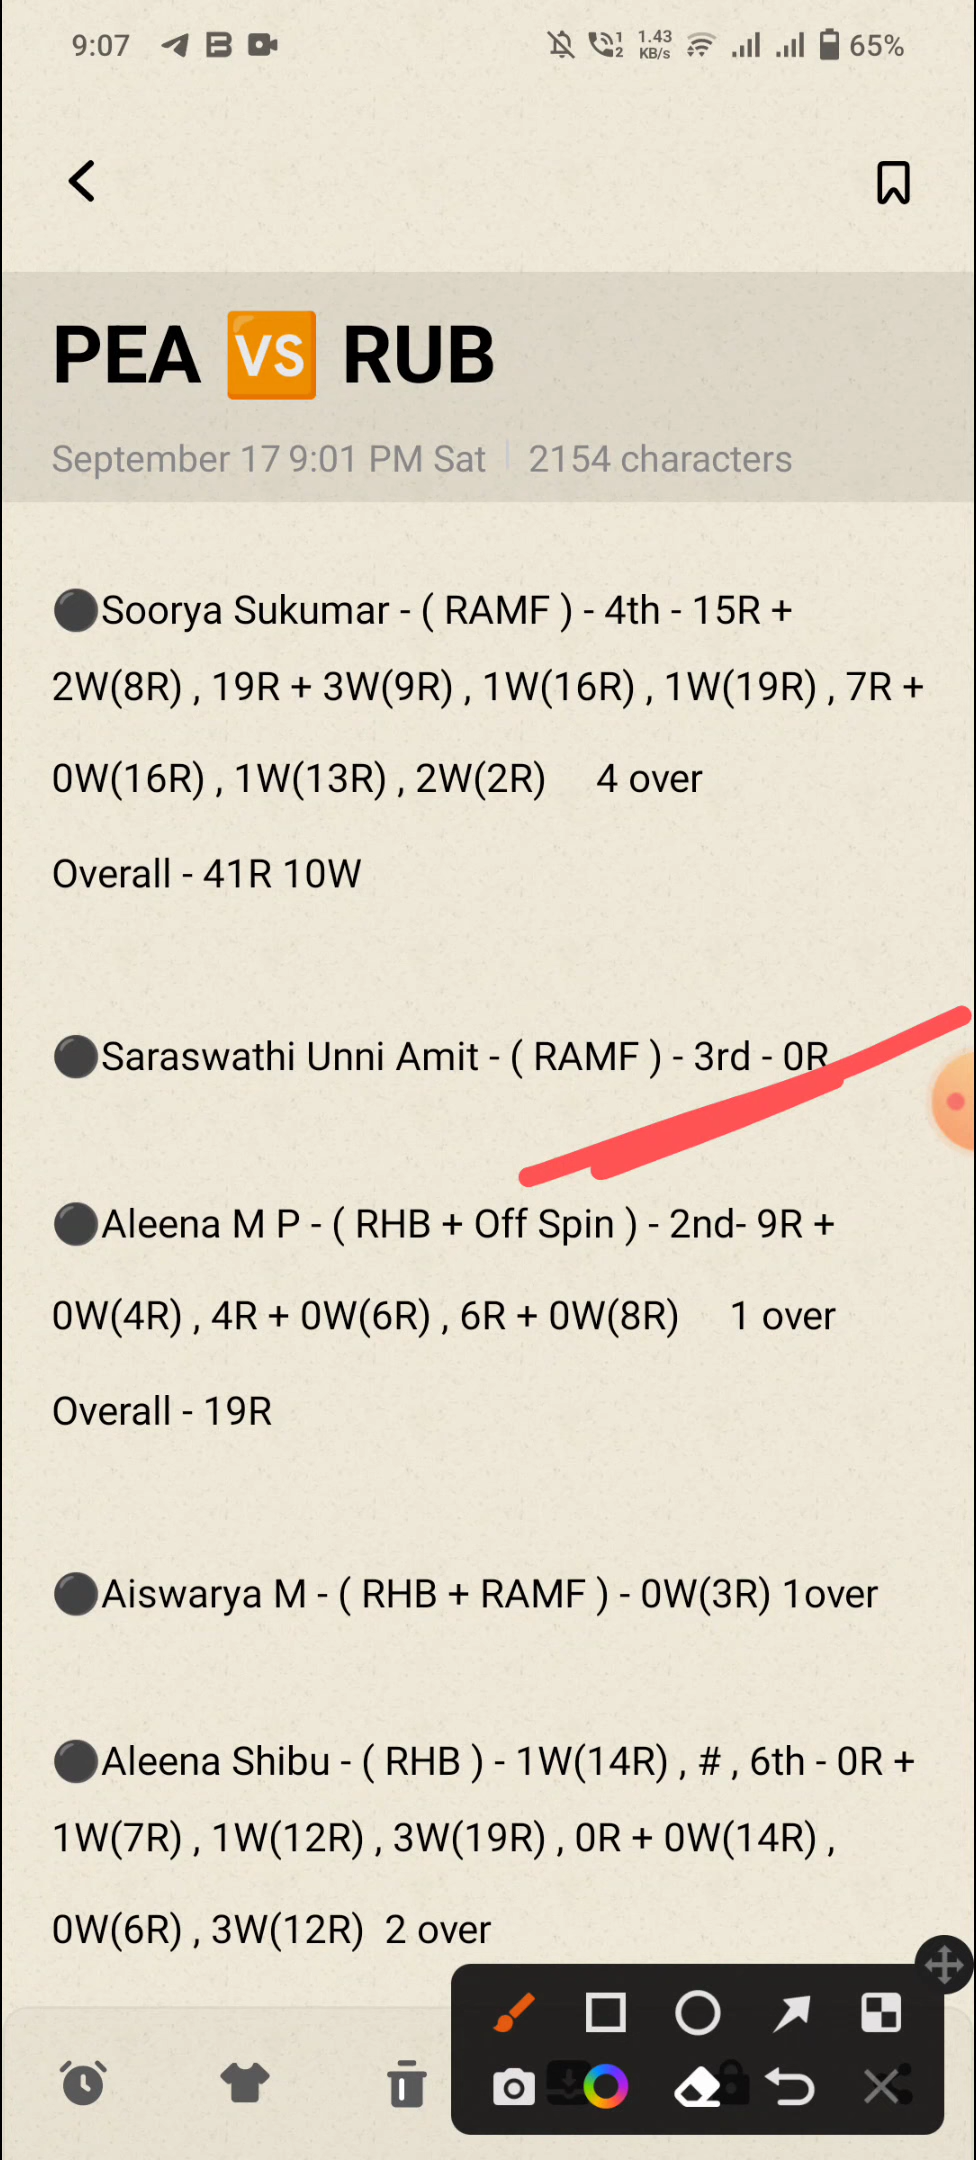 9:07 1 2 1.43 KB/s 65%
PEA VS RUB
September 17 9:01 PM Sat | 2154 characters
Soorya Sukumar - ( RAMF ) - 4th - 15R +
2W(8R) , 19R + 3W(9R) , 1W(16R) , 1W(19R) , 7R +
0W(16R) , 1W(13R) , 2W(2R) 4 over
Overall - 41R 10W
Saraswathi Unni Amit - ( RAMF ) - 3rd - 0R
Aleena M P - ( RHB + Off Spin ) - 2nd- 9R +
0W(4R) , 4R + 0W(6R) , 6R + 0W(8R) 1 over
Overall - 19R
Aiswarya M - ( RHB + RAMF ) - 0W(3R) 1over
Aleena Shibu - ( RHB ) - 1W(14R) , # , 6th - 0R +
1W(7R) , 1W(12R) , 3W(19R) , 0R + 0W(14R) ,
0W(6R) , 3W(12R) 2 over